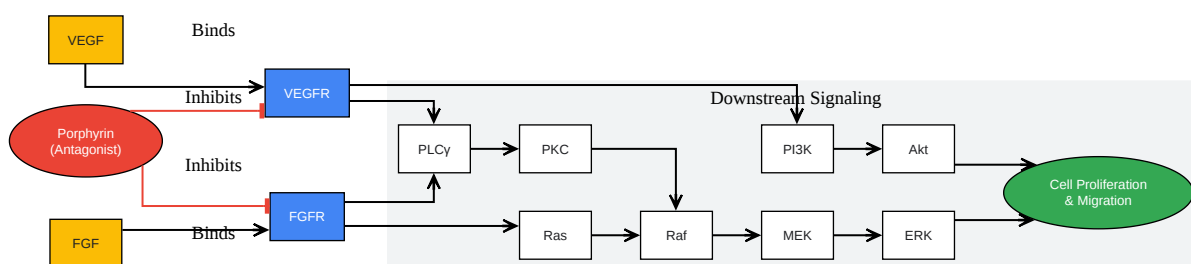 Binds
VEGF
VEGFR
Inhibits
Downstream Signaling
Porphyrin
(Antagonist)
PLCγ
PKC
PI3K
Akt
Inhibits
Cell Proliferation
& Migration
FGFR
Binds
FGF
Ras
Raf
MEK
ERK